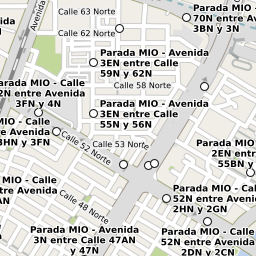 Calle 63 Norte
Parada MIO -
70N entre Avenida
3BN y 3N
Avenida
Calle 62 Norte
Parada MIO - Avenida
3EN entre Calle
59N y 62N
Parada MIO - Calle
2N entre Avenida
3FN y 4N
Calle 58 Norte
Parada MIO - Avenida
3EN entre Calle
55N y 56N
MIO - Calle
entre Avenida
3HN y 3FN
Calle 52 Norte
Calle 53 Norte
Parada MIO
2EN entre
55BN y
Calle 48 Norte
Parada MIO - Calle
52N entre Avenida
2HN y 2GN
Parada MIO - Avenida
3N entre Calle 47AN
y 47N
Parada MIO - Calle
52N entre Avenida
2DN y 2CN